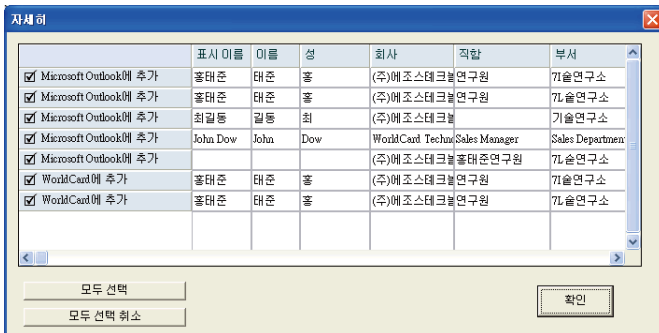 자세히
표시 이름 이름 성 회사 직함 부서
Microsoft Outlook에 추가 홍태준 태준 홍 (주)에조스테크놀 연구원 7I술연구소
Microsoft Outlook에 추가 홍태준 태준 홍 (주)에조스테크놀 연구원 7L술연구소
Microsoft Outlook에 추가 최길동 길동 최 (주)에조스테크놀 기술연구소
Microsoft Outlook에 추가 John Dow John Dow WorldCard Techno Sales Manager Sales Departmen
Microsoft Outlook에 추가 (주)에조스테크놀 홍태준연구원 7L술연구소
WorldCard에 추가 홍태준 태준 홍 (주)에조스테크놀 연구원 7I술연구소
WorldCard에 추가 홍태준 태준 홍 (주)에조스테크놀 연구원 7L술연구소
모두 선택
모두 선택 취소
확인